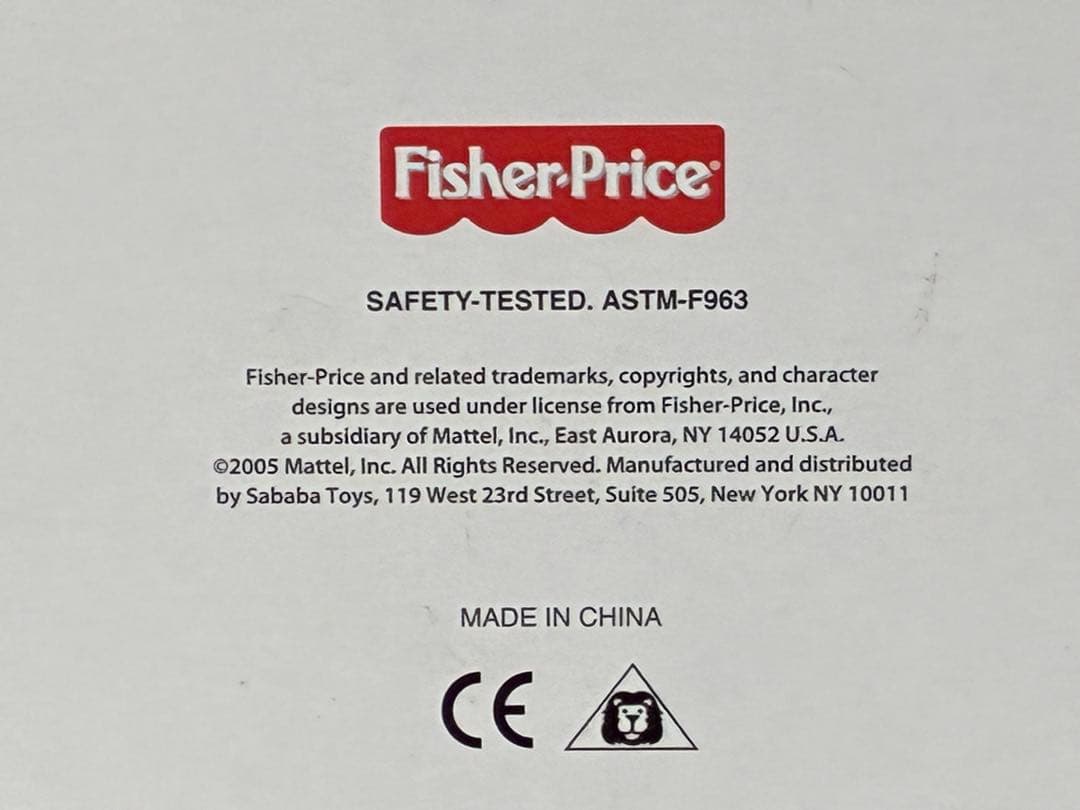 Fisher-Price®
SAFETY-TESTED. ASTM-F963
Fisher-Price and related trademarks, copyrights, and character
designs are used under license from Fisher-Price, Inc.,
a subsidiary of Mattel, Inc., East Aurora, NY 14052 U.S.A.
©2005 Mattel, Inc. All Rights Reserved. Manufactured and distributed
by Sababa Toys, 119 West 23rd Street, Suite 505, New York NY 10011
MADE IN CHINA
CE